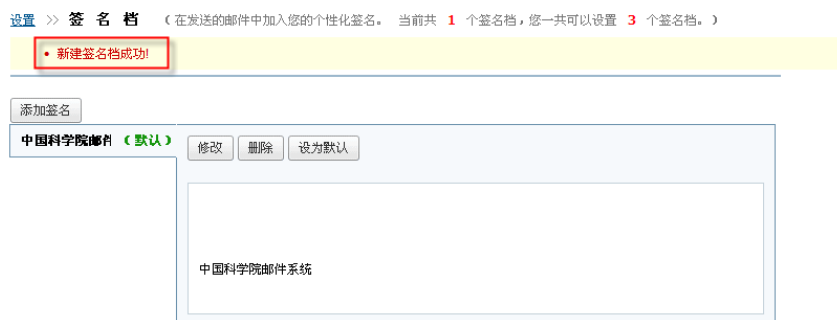 设置 >> 签 名 档 （在发送的邮件中加入您的个性化签名。 当前共 1 个签名档，您一共可以设置 3 个签名档。）
• 新建签名档成功!
添加签名
中国科学院邮件 （默认）
修改 删除 设为默认
中国科学院邮件系统